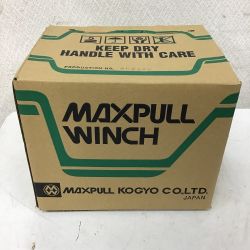 KEEP DRY
HANDLE WITH CARE
PRODUCTION NO.
MAXPULL
WINCH
MAXPULL KOGYO CO.LTD.
JAPAN